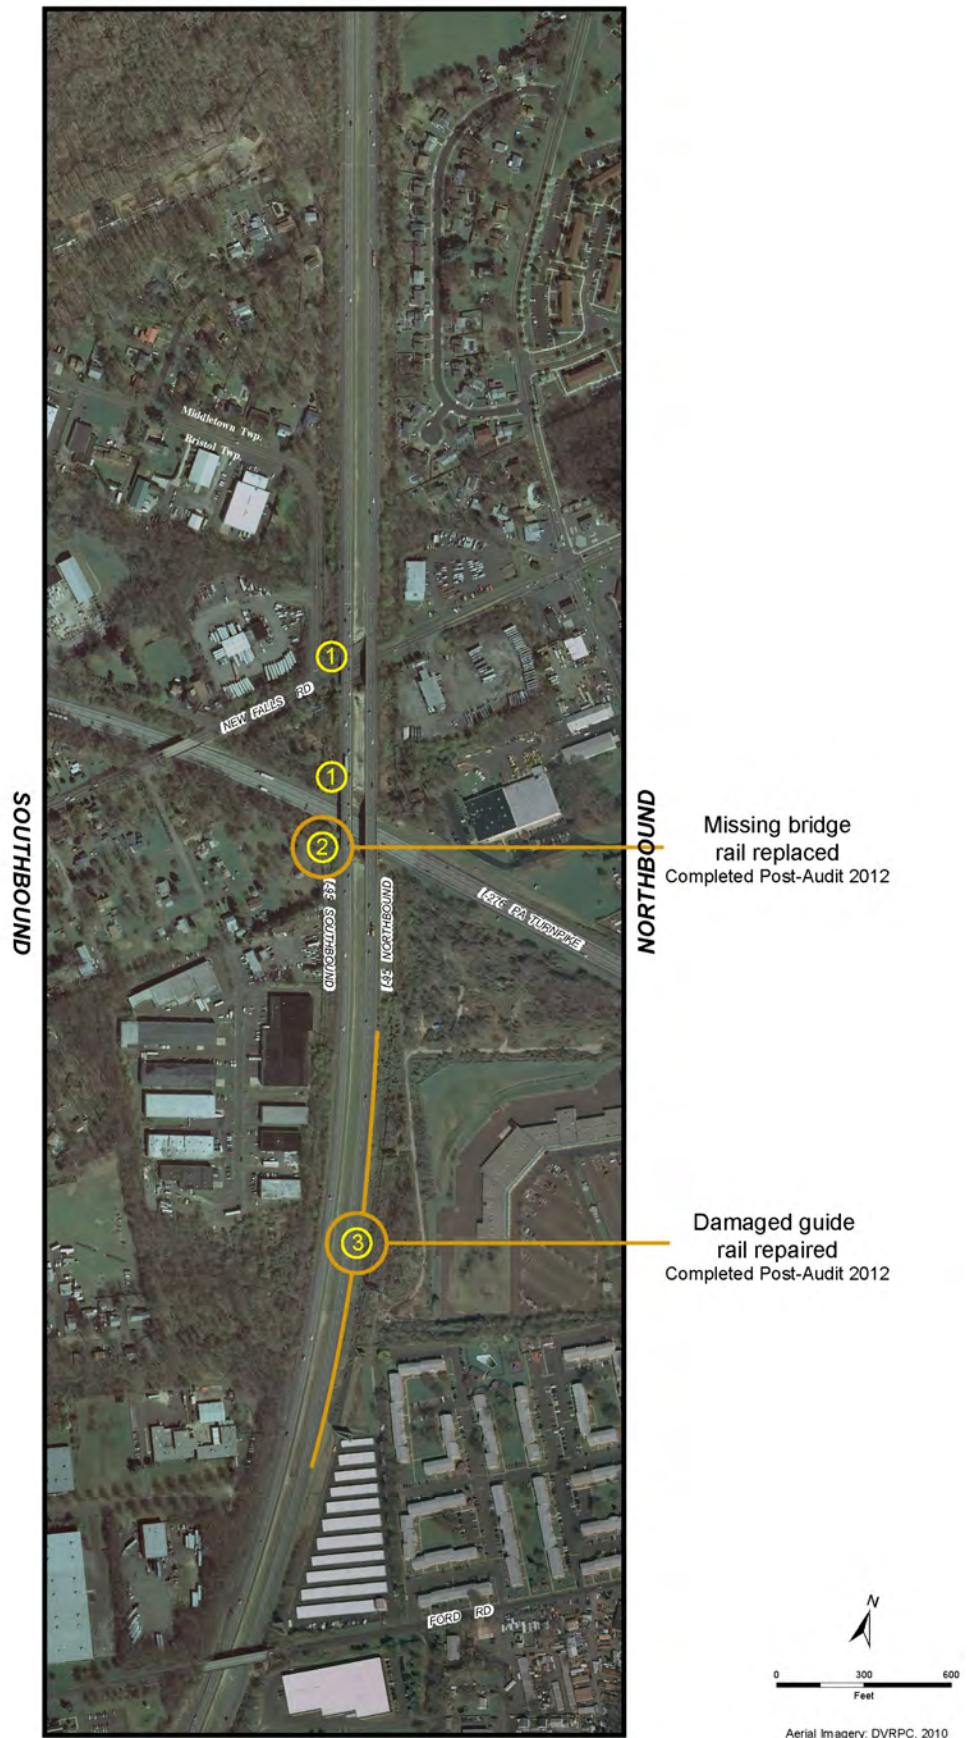 Middletown Twp.
Bristol Twp.
1
NEW FALLS RD
1
2
SOUTHBOUND
NORTHBOUND
Missing bridge
rail replaced
Completed Post-Audit 2012
I-95 SOUTHBOUND
I-95 NORTHBOUND
I-276 PA TURNPIKE
3
Damaged guide
rail repaired
Completed Post-Audit 2012
FORD RD
N
0 300 600
Feet
Aerial Imagery: DVRPC, 2010